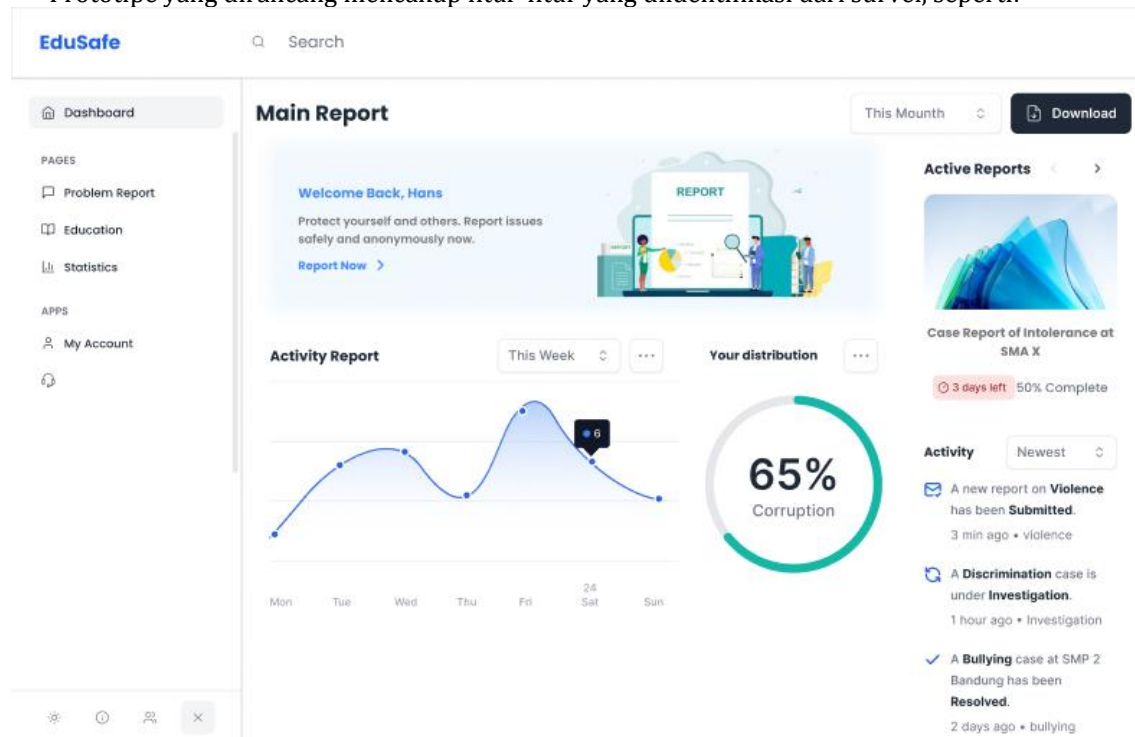 Prototipe yang dirancang mencakup fitur-fitur yang diidentifikasi dari survei, seperti:
EduSafe
Search
Dashboard
PAGES
Problem Report
Education
Statistics
APPS
My Account
Main Report
This Mounth
Download
Welcome Back, Hans
Protect yourself and others. Report issues
safely and anonymously now.
Report Now
REPORT
REPORT
Activity Report
This Week
6
Mon
Tue
Wed
Thu
Fri
24
Sat
Sun
Your distribution
65%
Corruption
Active Reports
Case Report of Intolerance at
SMA X
3 days left 50% Complete
Activity
Newest
A new report on Violence
has been Submitted.
3 min ago • violence
A Discrimination case is
under Investigation.
1 hour ago • Investigation
A Bullying case at SMP 2
Bandung has been
Resolved.
2 days ago • bullying